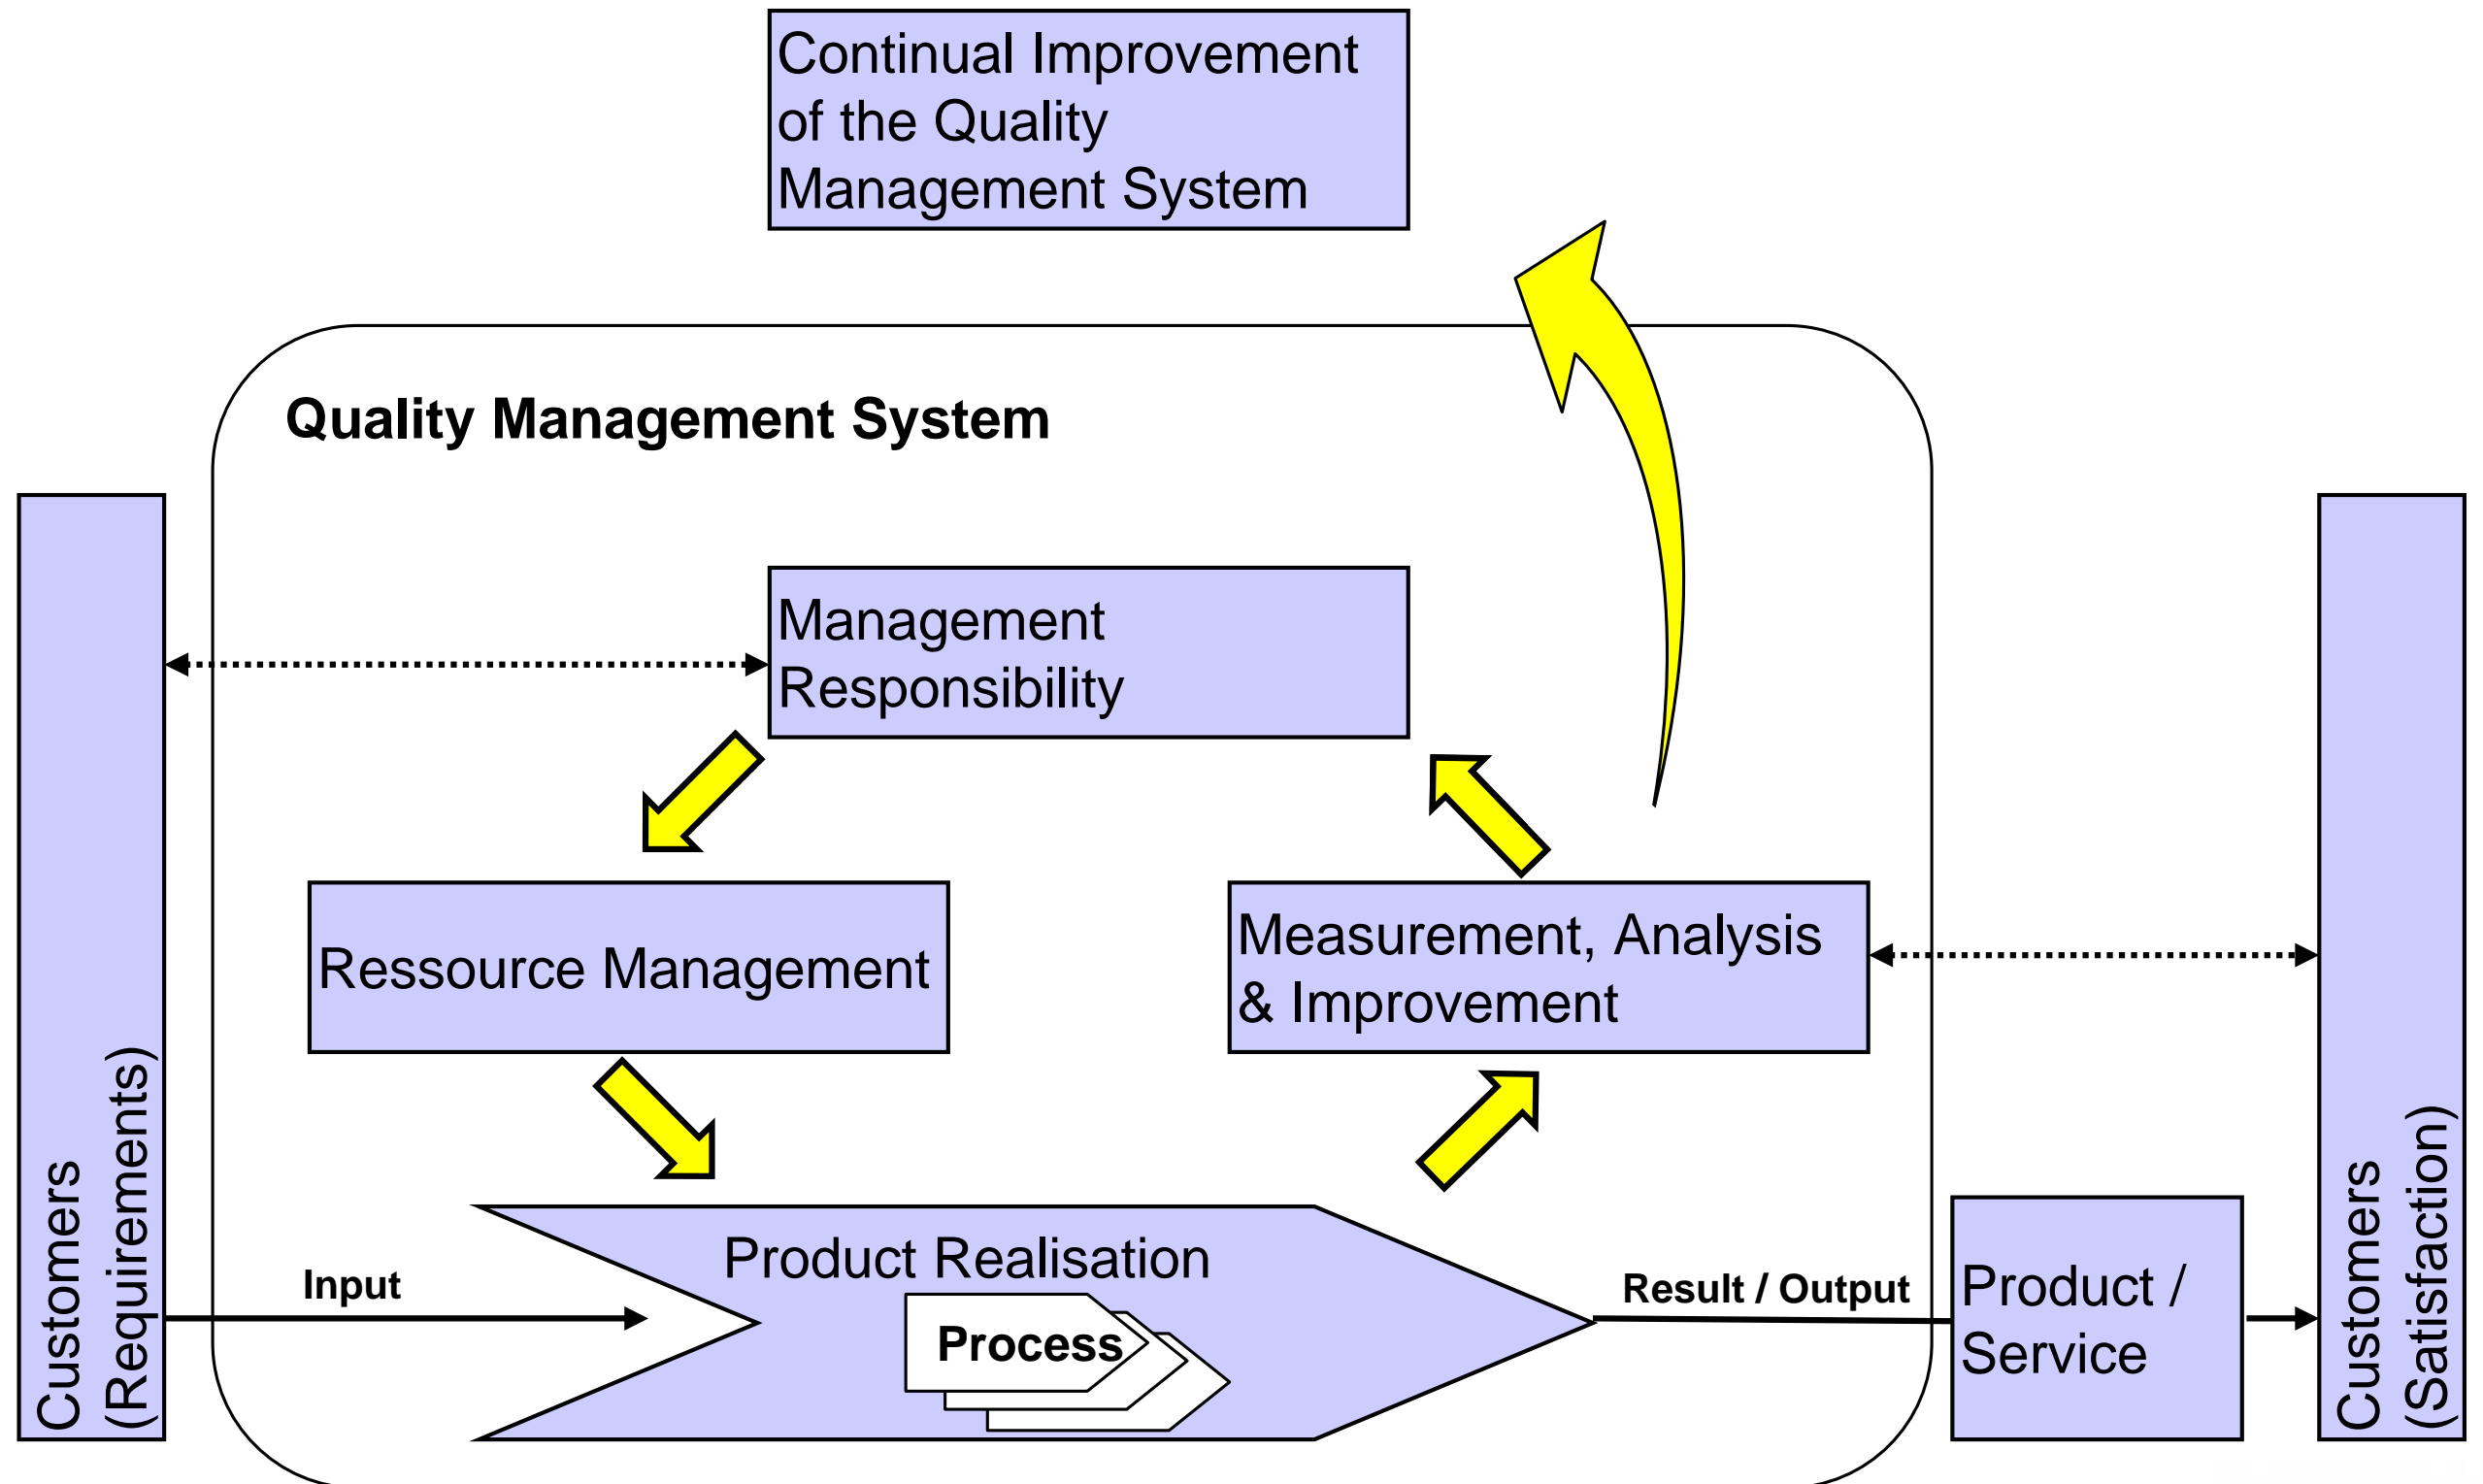 Continual Improvement
of the Quality
Management System
Quality Management System
Management
Responsibility
Ressource Management
Measurement, Analysis
& Improvement
Customers
(Requirements)
Input
Product Realisation
Process
Result / Output
Product /
Service
Customers
(Satisfaction)